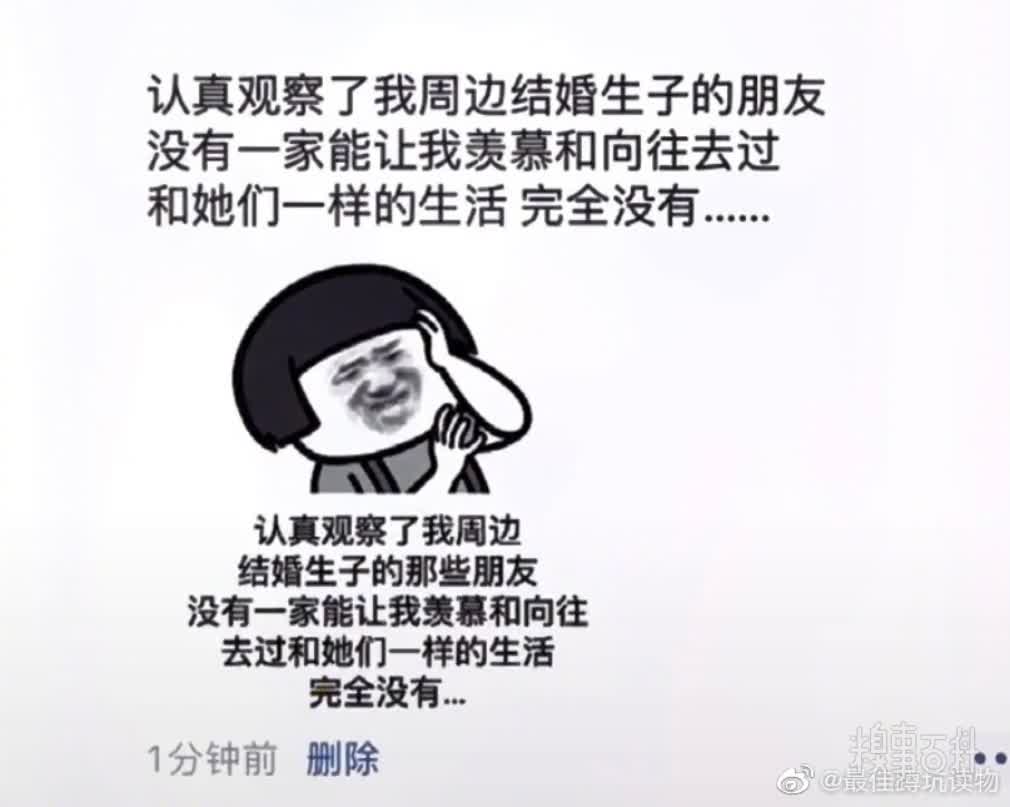 认真观察了我周边结婚生子的朋友
没有一家能让我羡慕和向往去过
和她们一样的生活 完全没有......
认真观察了我周边
结婚生子的那些朋友
没有一家能让我羡慕和向往
去过和她们一样的生活
完全没有...
1分钟前 删除
糗事百科
@最佳蹲坑读物